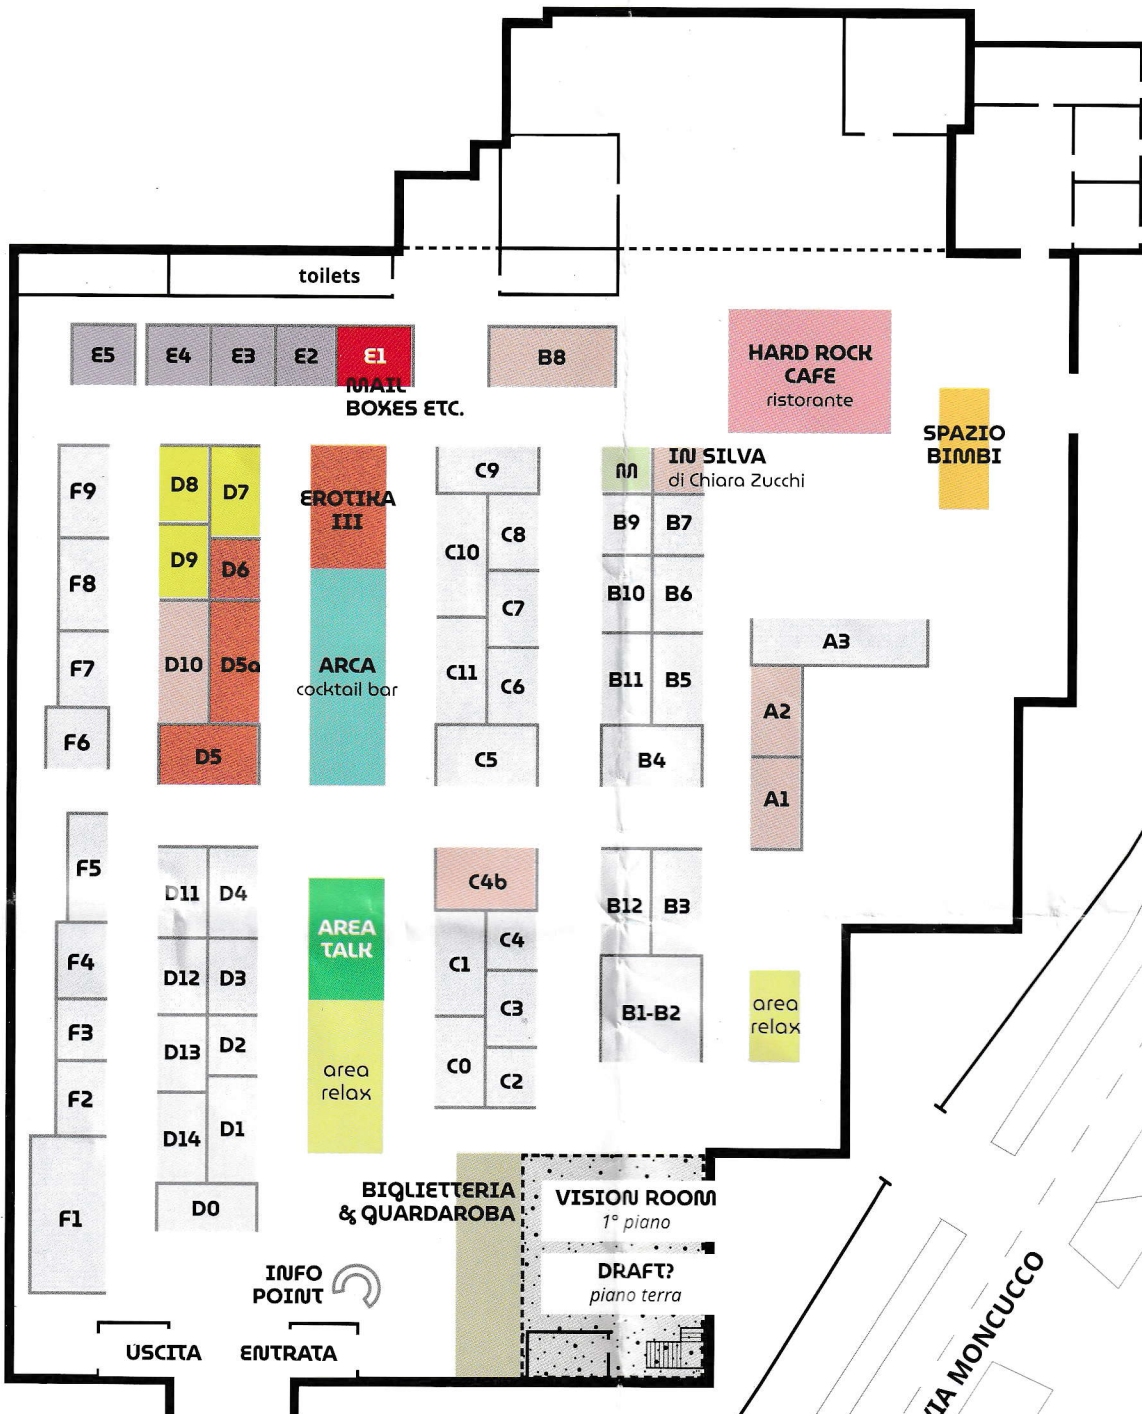 toilets
E5
E4
E3
E2
E1
MAIL
BOXES ETC.
B8
HARD ROCK
CAFE
ristorante
SPAZIO
BIMBI
F9
D8
D7
EROTIKA
III
C9
M
IN SILVA
di Chiara Zucchi
C10
C8
B9
B7
F8
D9
D6
C7
B10
B6
F7
D10
D5a
ARCA
cocktail bar
C11
C6
B11
B5
A3
F6
D5
C5
B4
A2
A1
F5
D11
D4
C4b
B12
B3
AREA
TALK
F4
D12
D3
C1
C4
C3
B1-B2
area
relax
F3
D13
D2
area
relax
C0
C2
F2
D14
D1
F1
D0
BIGLIETTERIA
& GUARDAROBA
VISION ROOM
1° piano
DRAFT?
piano terra
INFO
POINT
USCITA
ENTRATA
VIA MONCUCCO